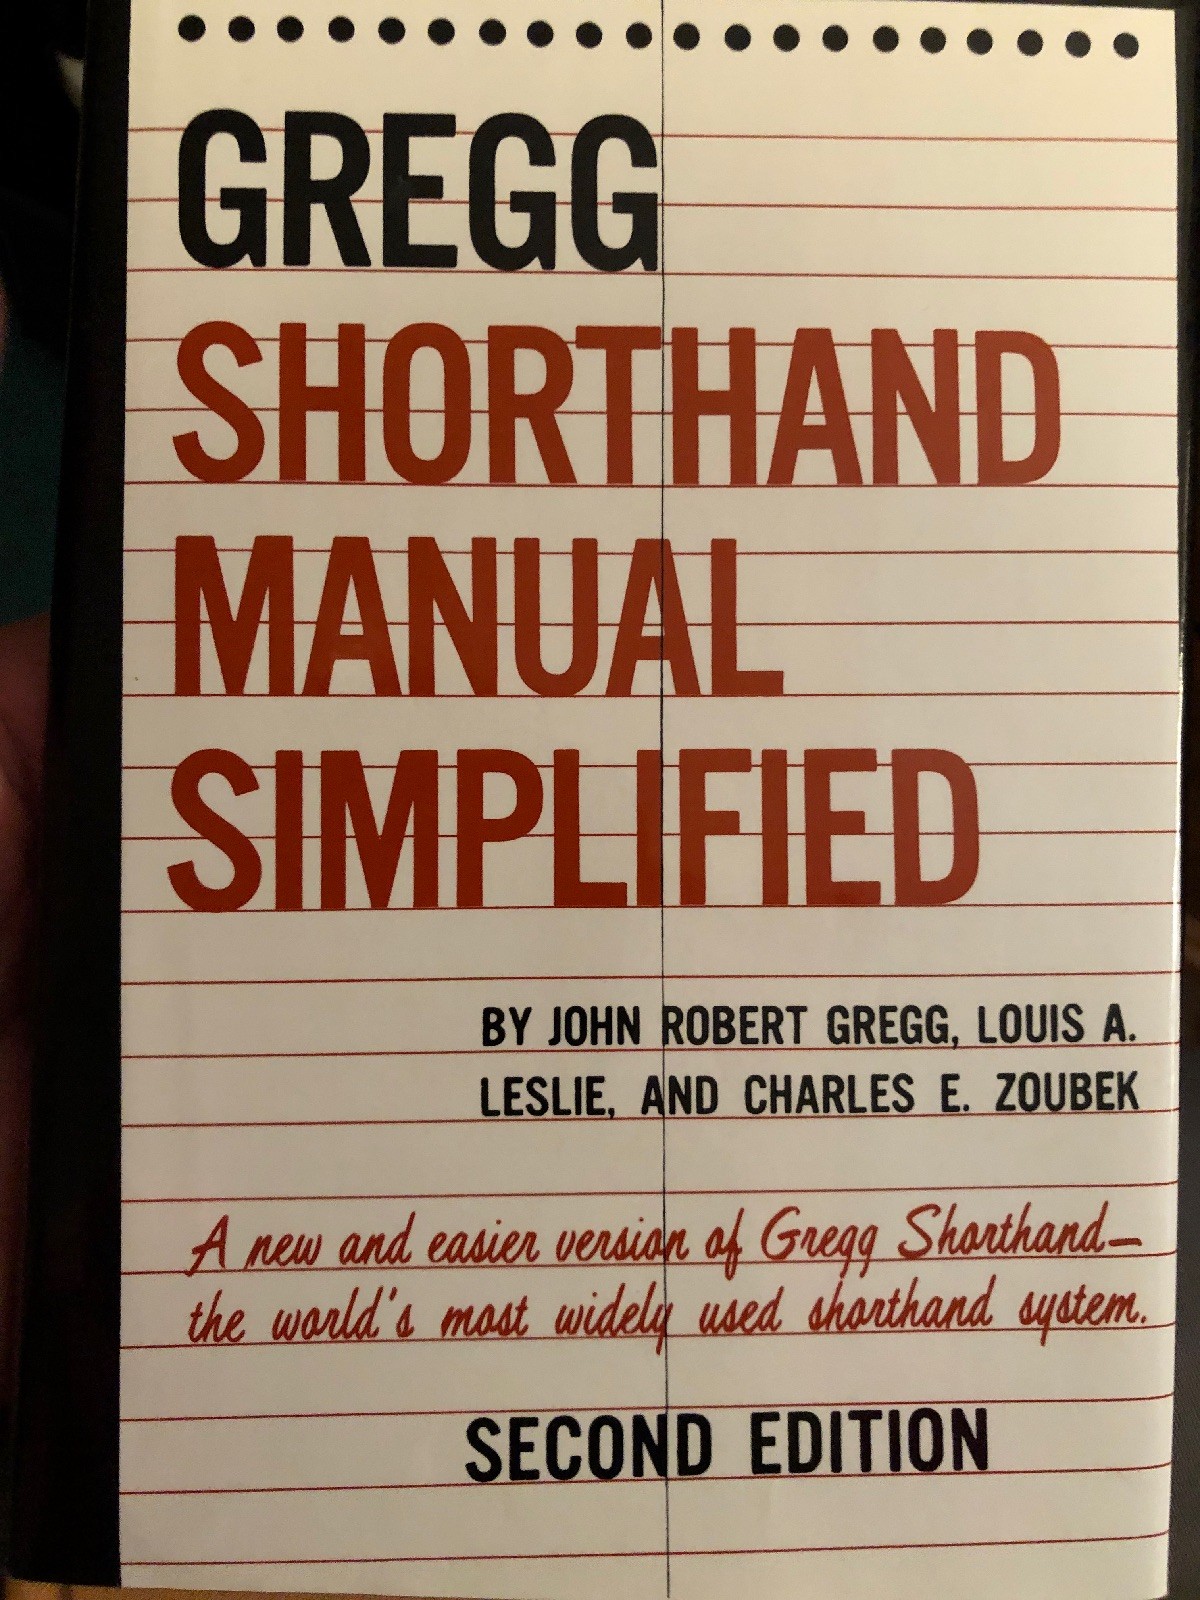 GREGG
SHORTHAND
MANUAL
SIMPLIFIED
BY JOHN ROBERT GREGG, LOUIS A.
LESLIE, AND CHARLES E. ZOUBEK
A new and easier version of Gregg Shorthand—
the world's most widely used shorthand system.
SECOND EDITION